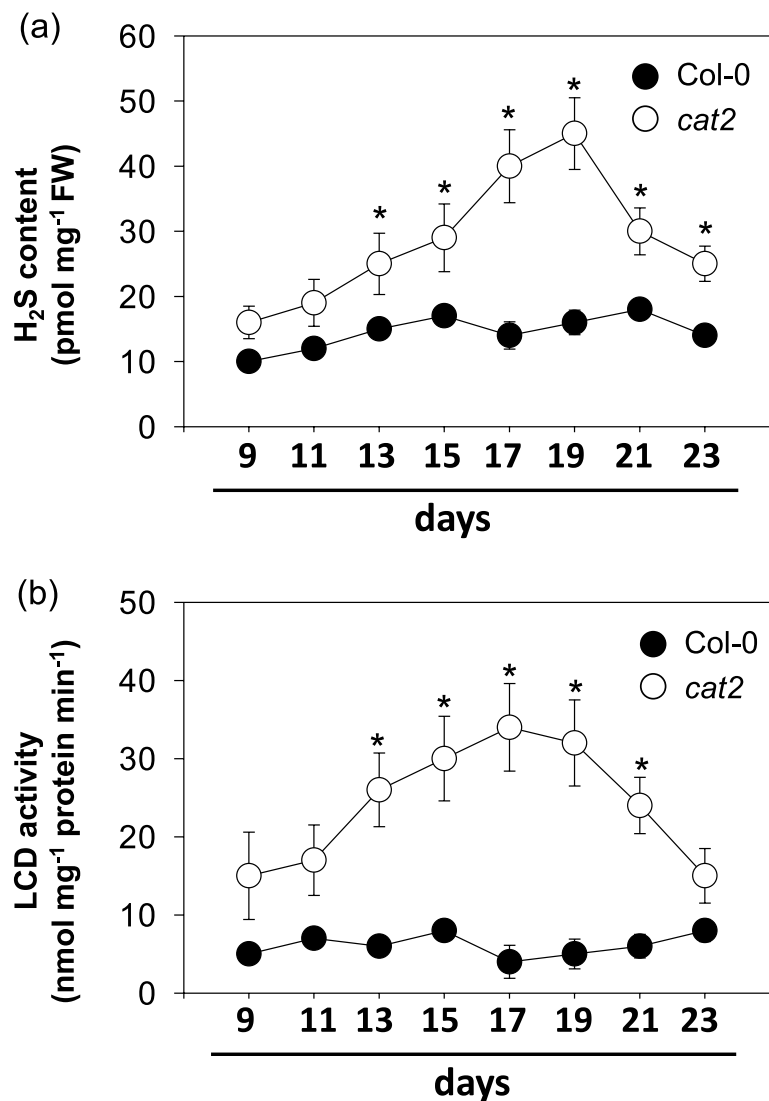 (a)
60
50
40
30
20
10
0
H₂S content
(pmol mg⁻¹ FW)
Col-0
cat2
*
*
*
*
*
*
9 11 13 15 17 19 21 23
days
(b)
50
40
30
20
10
0
LCD activity
(nmol mg⁻¹ protein min⁻¹)
Col-0
cat2
*
*
*
*
*
9 11 13 15 17 19 21 23
days